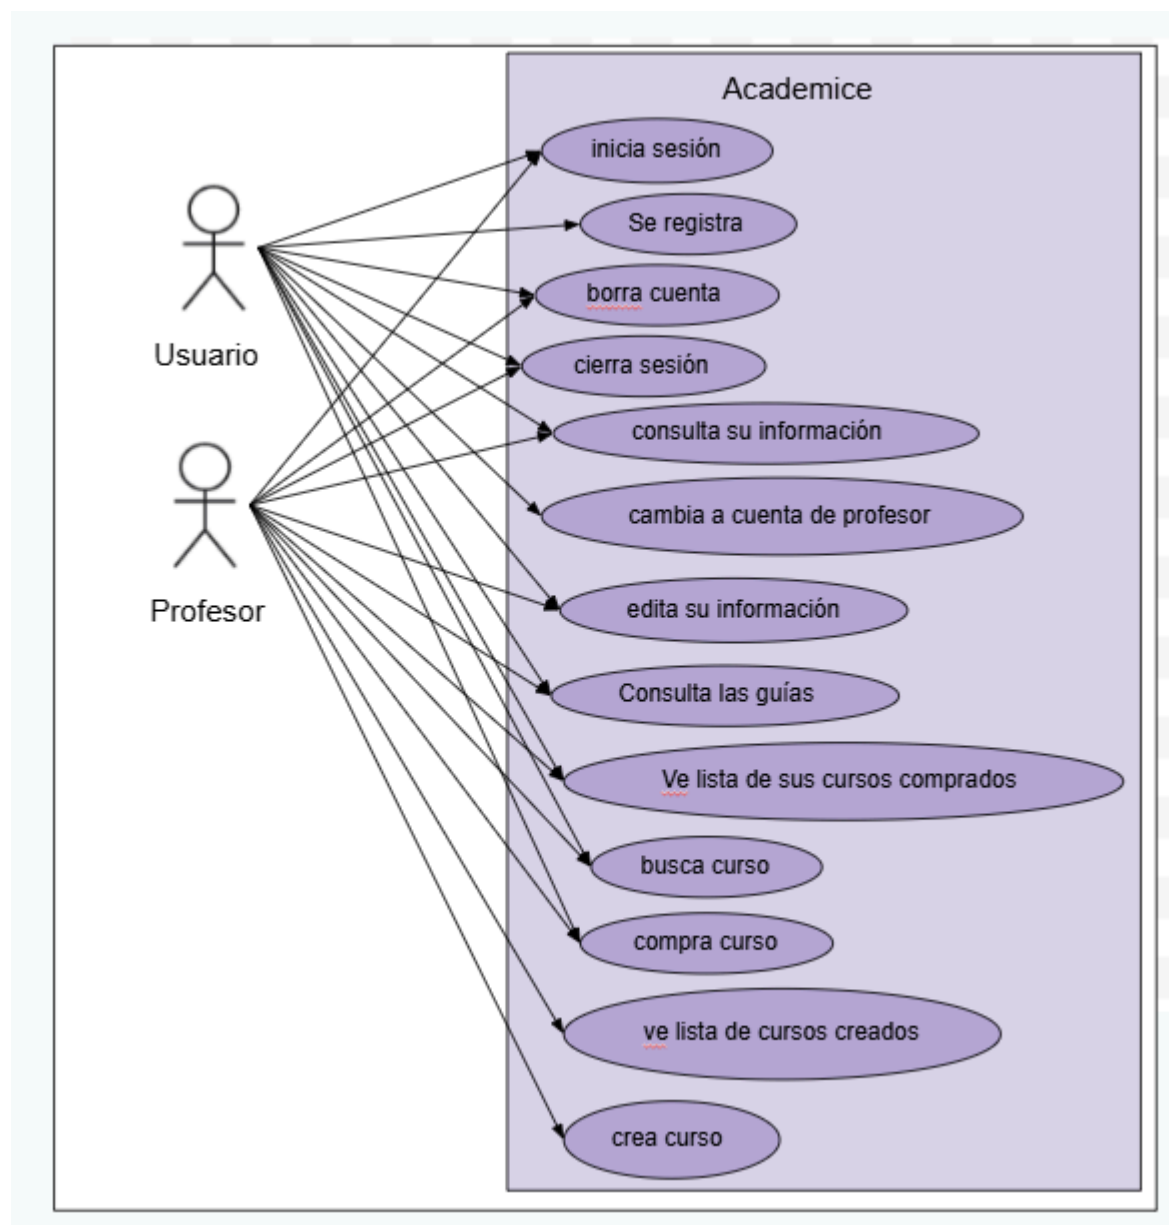 Academice
inicia sesión
Se registra
borra cuenta
Usuario
cierra sesión
consulta su información
cambia a cuenta de profesor
Profesor
edita su información
Consulta las guías
Ve lista de sus cursos comprados
busca curso
compra curso
ve lista de cursos creados
crea curso